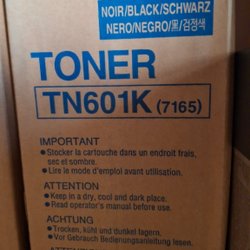 NOIR/BLACK/SCHWARZ
NERO/NEGRO/黑/검정색
TONER
TN601K (7165)
IMPORTANT
● Stocker la cartouche dans un endroit frais,
sec et sombre.
● Lire le mode d'emploi avant utilisation.
ATTENTION
● Keep in a dry, cool and dark place.
● Read operator's manual before use.
ACHTUNG
● Trocken, kühl und dunkel lagern.
● Vor Gebrauch Bedienungsanleitung